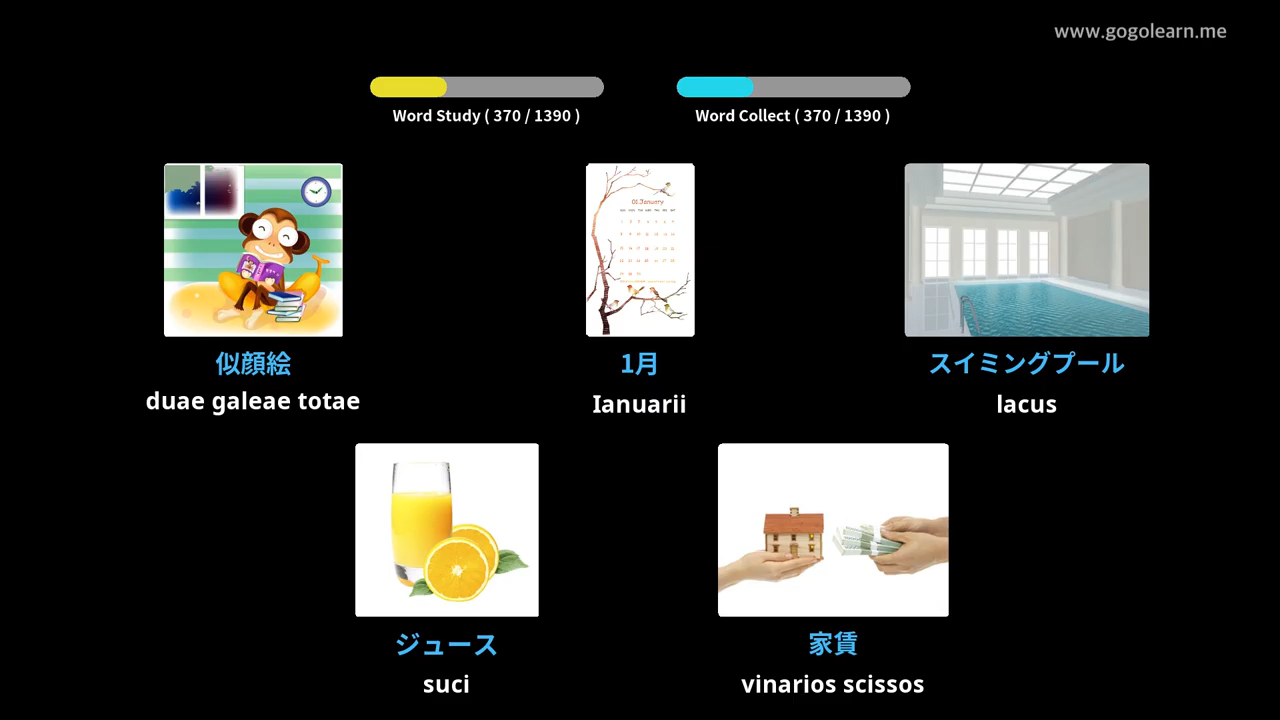 www.gogolearn.me
Word Study ( 370 / 1390 )
Word Collect ( 370 / 1390 )
01.January
似顔絵
1月
スイミングプール
duae galeae totae
Ianuarii
lacus
ジュース
家賃
suci
vinarios scissos